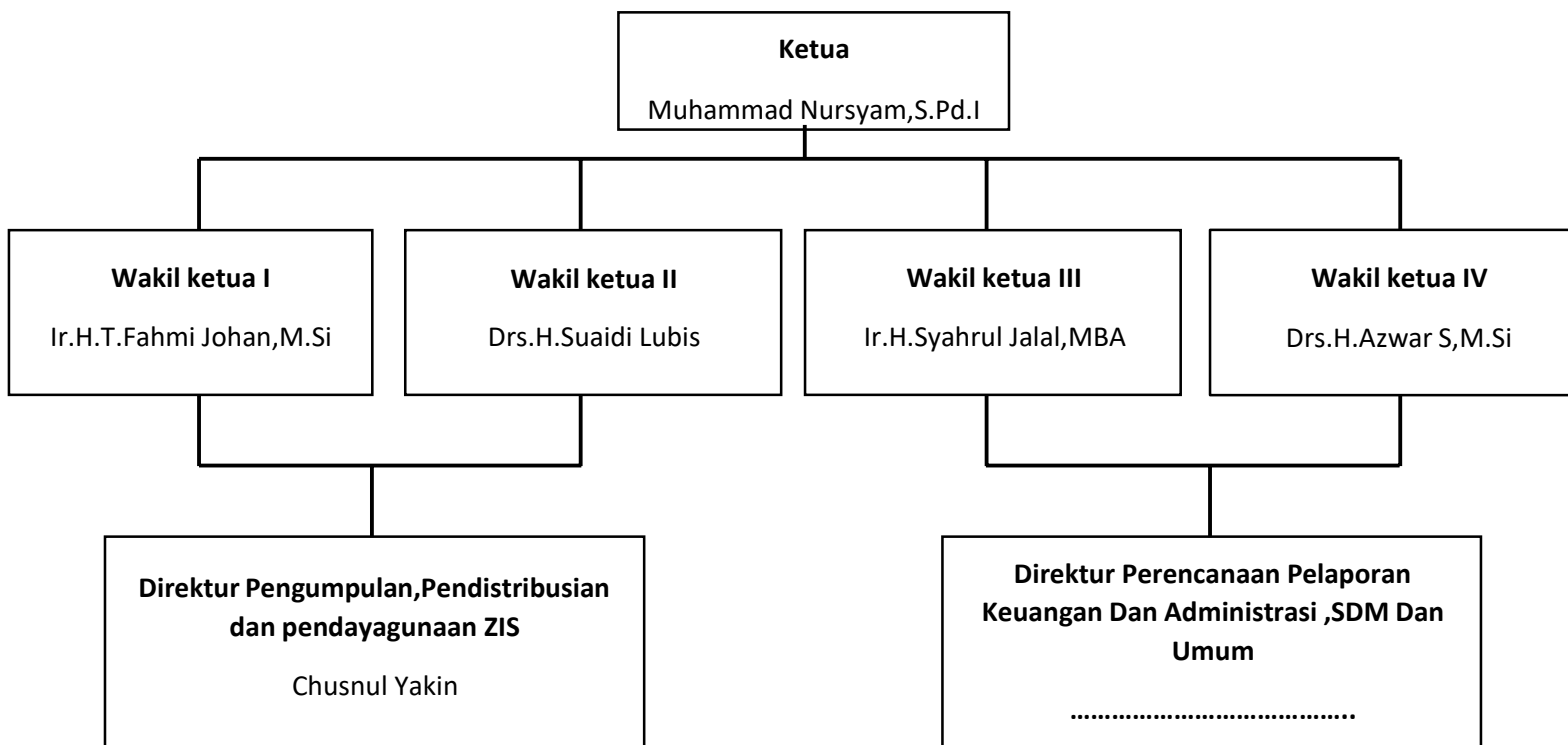 Ketua
Muhammad Nursyam,S.Pd.I
Wakil ketua I
Ir.H.T.Fahmi Johan,M.Si
Wakil ketua II
Drs.H.Suaidi Lubis
Wakil ketua III
Ir.H.Syahrul Jalal,MBA
Wakil ketua IV
Drs.H.Azwar S,M.Si
Direktur Pengumpulan,Pendistribusian
dan pendayagunaan ZIS
Chusnul Yakin
Direktur Perencanaan Pelaporan
Keuangan Dan Administrasi ,SDM Dan
Umum
…………………………………..